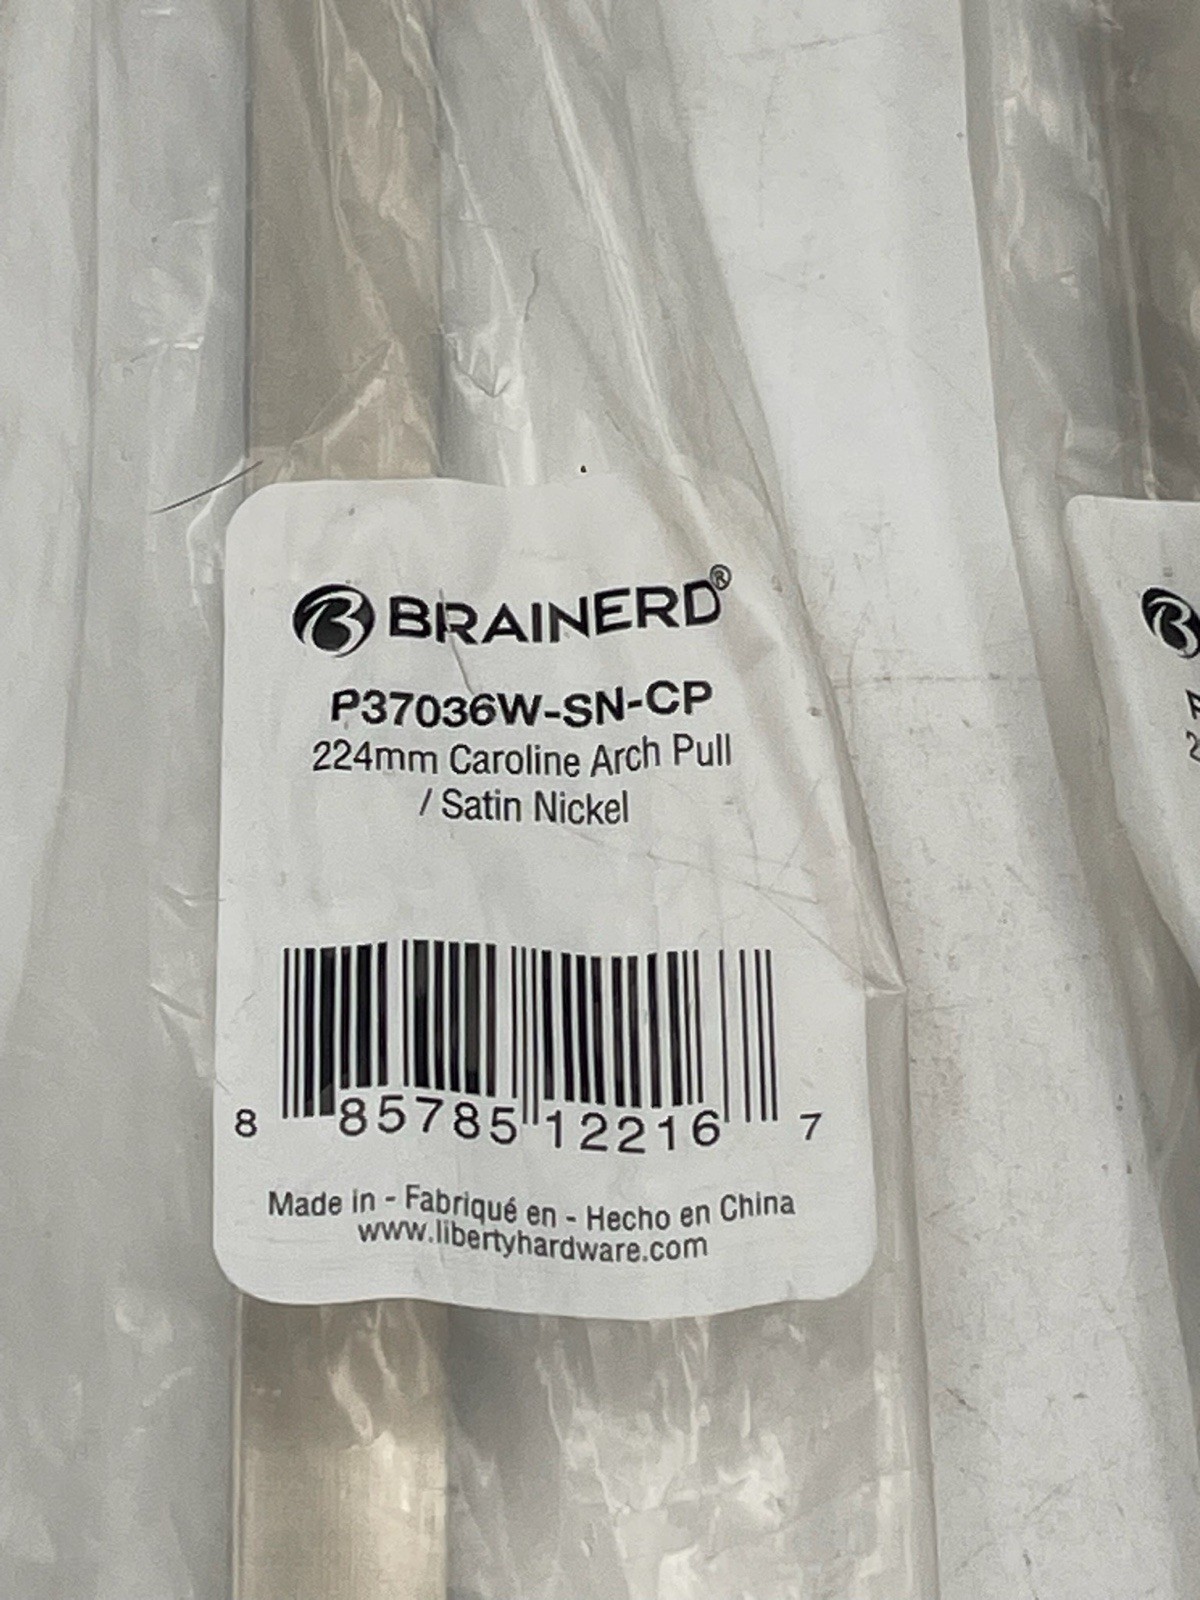 BRAINERD®
P37036W-SN-CP
224mm Caroline Arch Pull
/ Satin Nickel
8 85785 12216 7
Made in - Fabriqué en - Hecho en China
www.libertyhardware.com